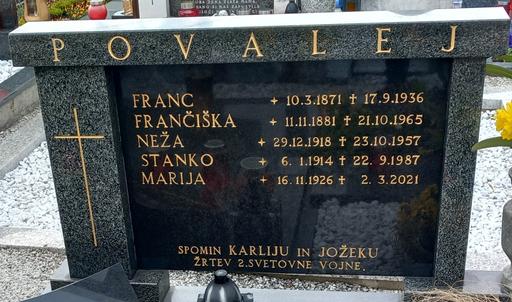 POVALEJ
FRANC + 10.3.1871 † 17.9.1936
FRANČIŠKA + 11.11.1881 † 21.10.1965
NEŽA + 29.12.1918 † 23.10.1957
STANKO + 6.1.1914 † 22.9.1987
MARIJA + 16.11.1926 † 2.3.2021
SPOMIN KARLIJU IN JOŽEKU
ŽRTEV 2.SVETOVNE VOJNE.